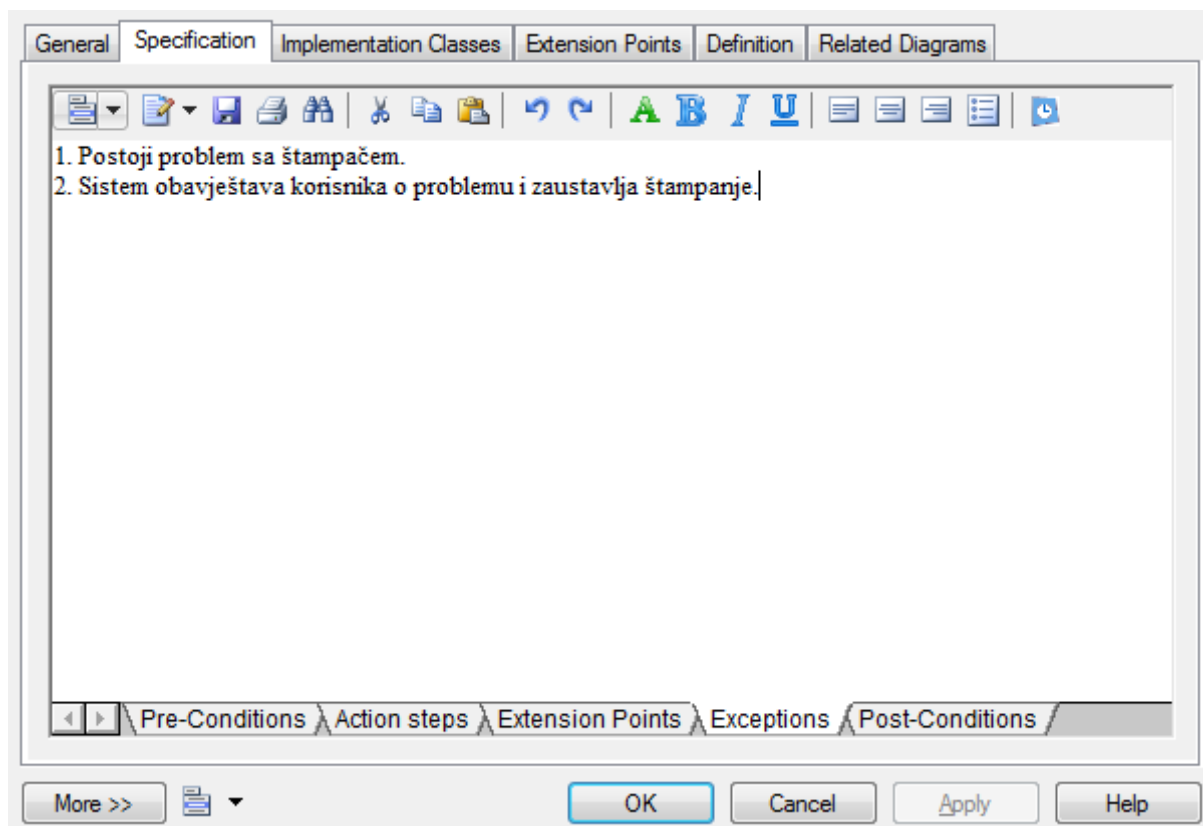 General Specification Implementation Classes Extension Points Definition Related Diagrams
A B I U
1. Postoji problem sa štampačem.
2. Sistem obavještava korisnika o problemu i zaustavlja štampanje.
Pre-Conditions Action steps Extension Points Exceptions Post-Conditions
More >> OK Cancel Apply Help